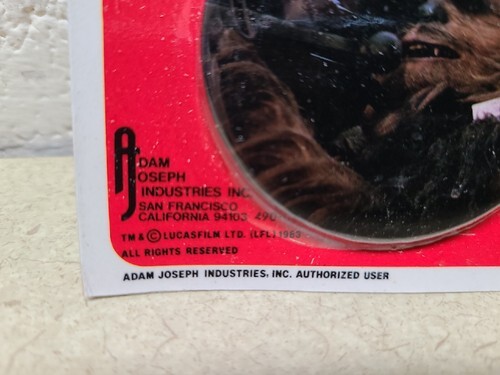 ADAM
JOSEPH
INDUSTRIES INC
SAN FRANCISCO
CALIFORNIA 94103
TM & © LUCASFILM LTD. (LFL) 1983
ALL RIGHTS RESERVED
ADAM JOSEPH INDUSTRIES, INC. AUTHORIZED USER